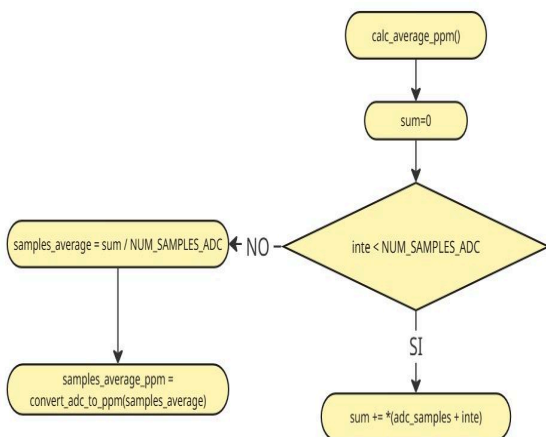 calc_average_ppm()
sum=0
inte < NUM_SAMPLES_ADC
NO
samples_average = sum / NUM_SAMPLES_ADC
samples_average_ppm =
convert_adc_to_ppm(samples_average)
SI
sum += *(adc_samples + inte)